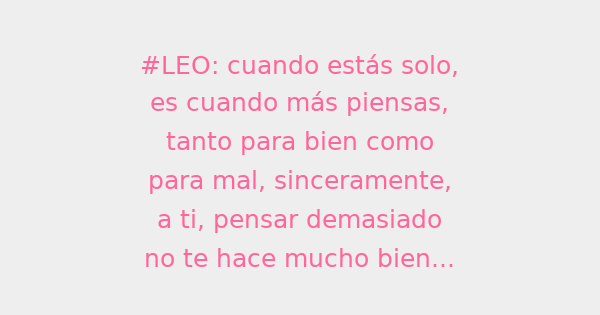 #LEO: cuando estás solo,
es cuando más piensas,
tanto para bien como
para mal, sinceramente,
a ti, pensar demasiado
no te hace mucho bien...